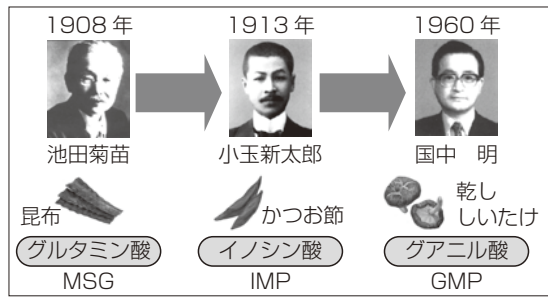 1908年 1913年 1960年
池田菊苗 小玉新太郎 国中 明
昆布 かつお節 乾し
しいたけ
グルタミン酸 イノシン酸 グアニル酸
MSG IMP GMP